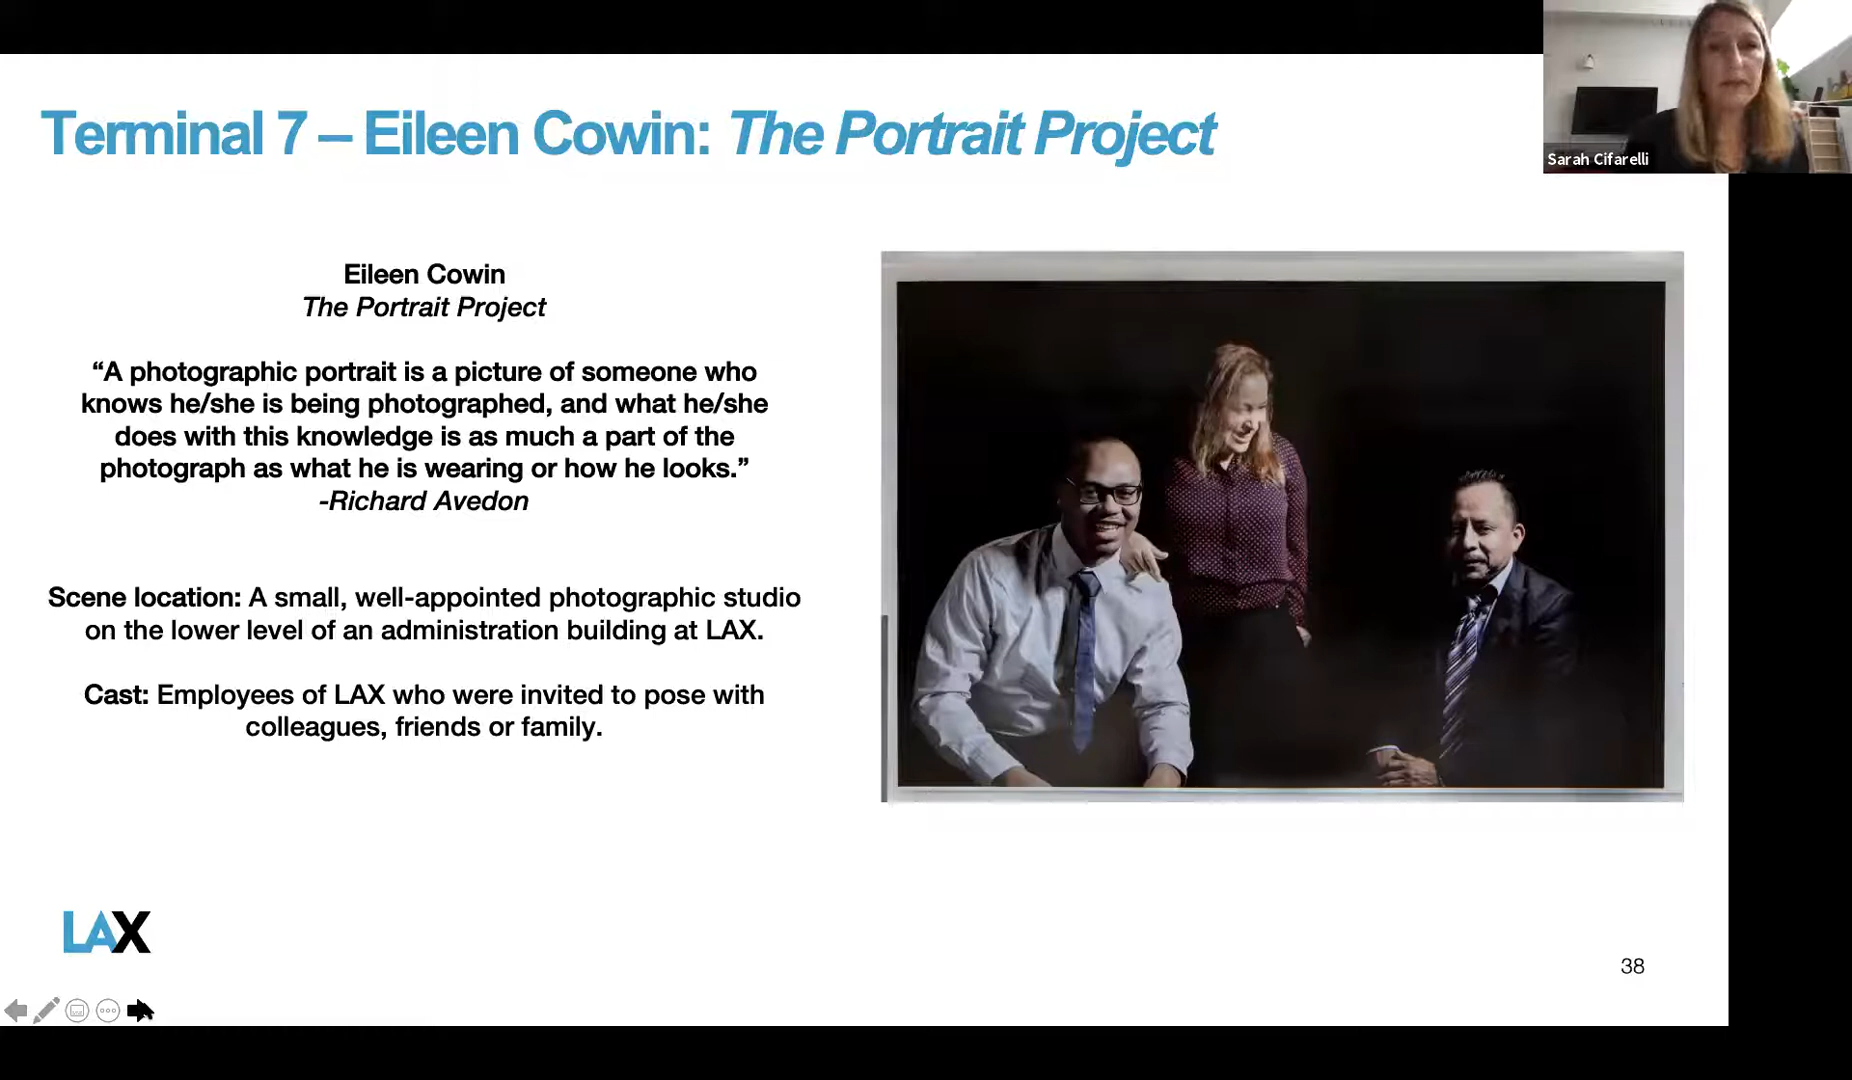 Terminal 7 – Eileen Cowin: The Portrait Project
Sarah Cifarelli
Eileen Cowin
The Portrait Project
“A photographic portrait is a picture of someone who
knows he/she is being photographed, and what he/she
does with this knowledge is as much a part of the
photograph as what he is wearing or how he looks.”
-Richard Avedon
Scene location: A small, well-appointed photographic studio
on the lower level of an administration building at LAX.
Cast: Employees of LAX who were invited to pose with
colleagues, friends or family.
LAX
38